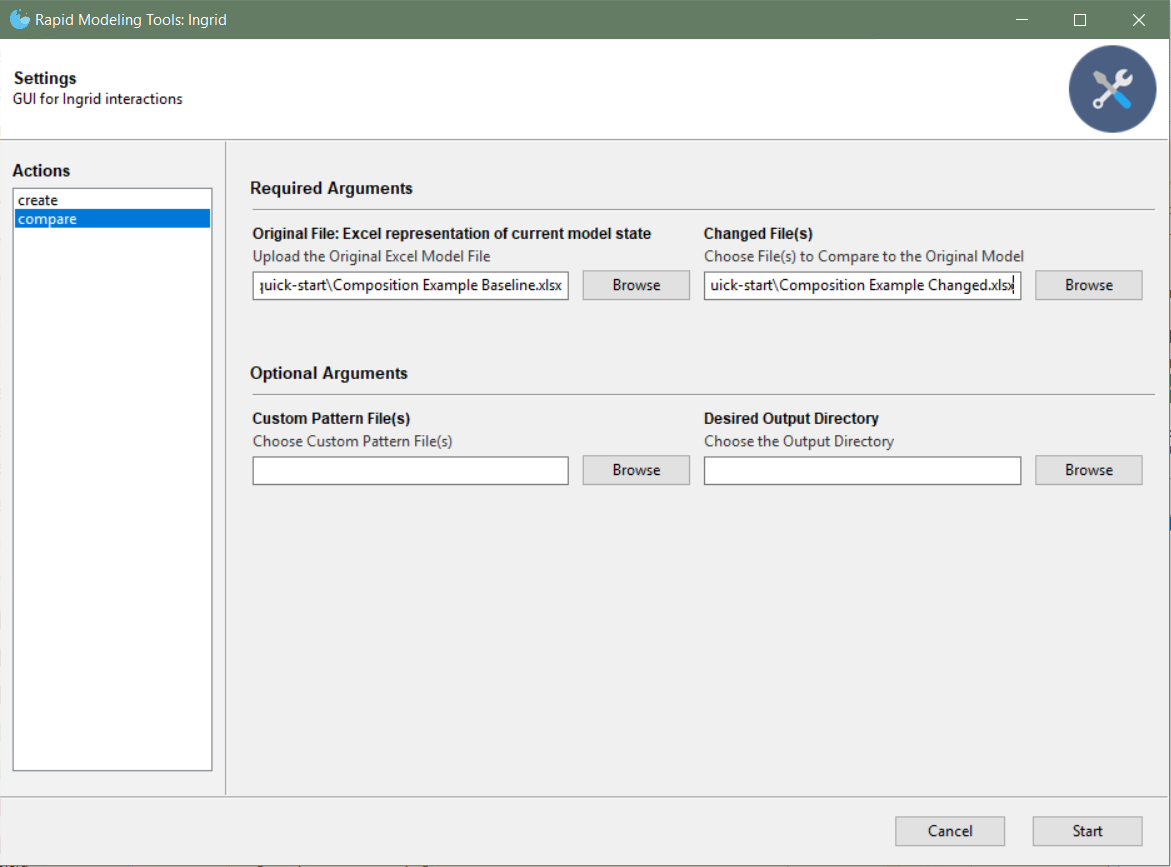 Rapid Modeling Tools: Ingrid
Settings
GUI for Ingrid interactions
Actions
create
compare
Required Arguments
Original File: Excel representation of current model state
Upload the Original Excel Model File
quick-start\Composition Example Baseline.xlsx
Browse
Changed File(s)
Choose File(s) to Compare to the Original Model
uick-start\Composition Example Changed.xlsx
Browse
Optional Arguments
Custom Pattern File(s)
Choose Custom Pattern File(s)
Browse
Desired Output Directory
Choose the Output Directory
Browse
Cancel
Start